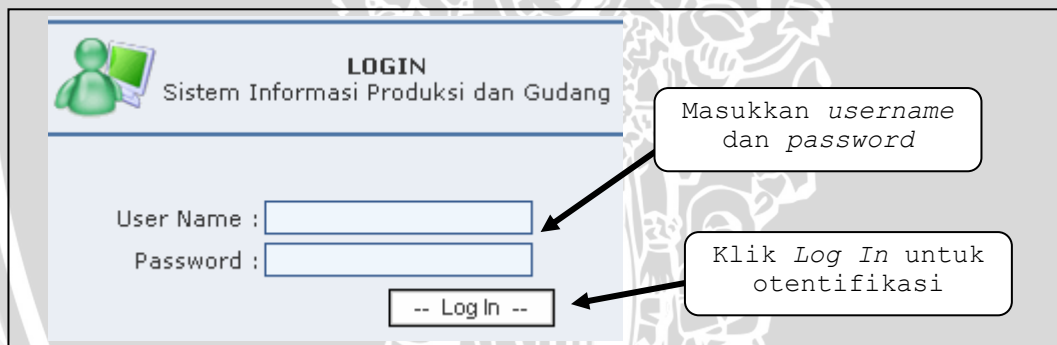 LOGIN
Sistem Informasi Produksi dan Gudang
Masukkan username
dan password
User Name :
Password :
Klik Log In untuk
otentifikasi
-- Log In --